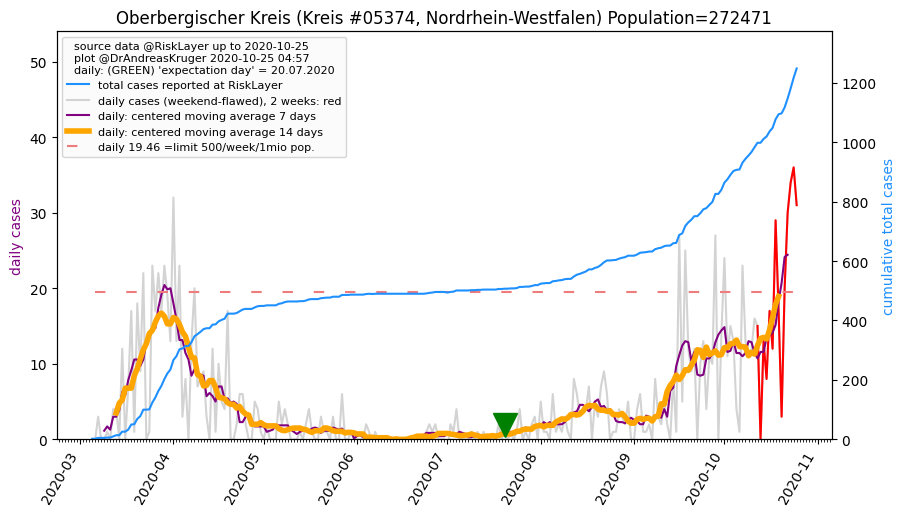 Oberbergischer Kreis (Kreis #05374, Nordrhein-Westfalen) Population=272471
source data @RiskLayer up to 2020-10-25
plot @DrAndreasKruger 2020-10-25 04:57
daily: (GREEN) 'expectation day' = 20.07.2020
total cases reported at RiskLayer
daily cases (weekend-flawed), 2 weeks: red
daily: centered moving average 7 days
daily: centered moving average 14 days
daily 19.46 =limit 500/week/1mio pop.
daily cases
50
40
30
20
10
0
cumulative total cases
1200
1000
800
600
400
200
0
2020-03
2020-04
2020-05
2020-06
2020-07
2020-08
2020-09
2020-10
2020-11